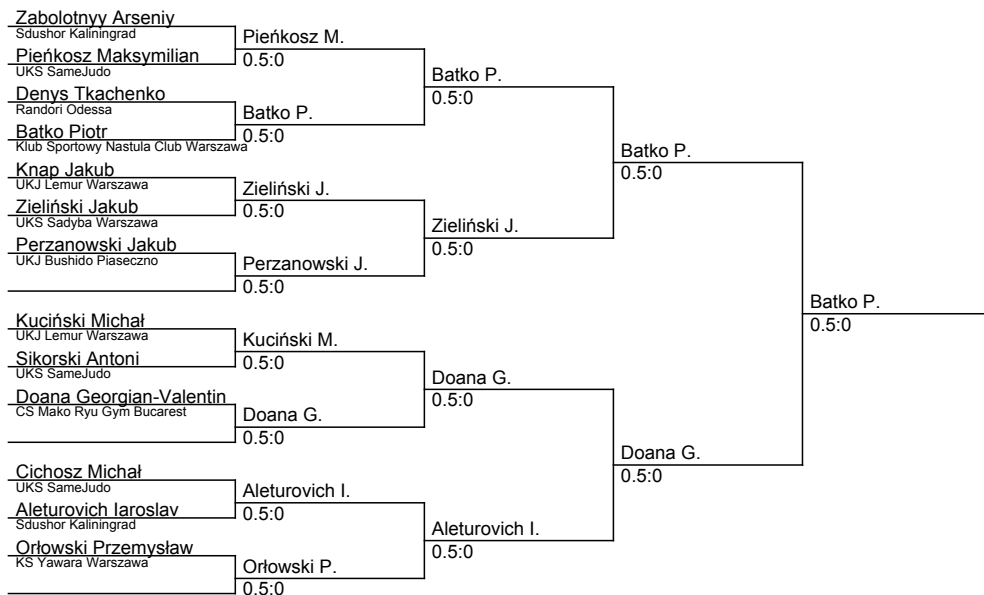 Zabolotnyy Arseniy
Sdushor Kaliningrad
Pieńkosz Maksymilian
UKS SameJudo
Denys Tkachenko
Randori Odessa
Batko Piotr
Klub Sportowy Nastula Club Warszawa
Knap Jakub
UKJ Lemur Warszawa
Zieliński Jakub
UKS Sadyba Warszawa
Perzanowski Jakub
UKJ Bushido Piaseczno
Kuciński Michał
UKJ Lemur Warszawa
Sikorski Antoni
UKS SameJudo
Doana Georgian-Valentin
CS Mako Ryu Gym Bucarest
Cichosz Michał
UKS SameJudo
Aleturovich Iaroslav
Sdushor Kaliningrad
Orłowski Przemysław
KS Yawara Warszawa
Pieńkosz M.
0.5:0
Batko P.
0.5:0
Zieliński J.
0.5:0
Perzanowski J.
0.5:0
Kuciński M.
0.5:0
Doana G.
0.5:0
Aleturovich I.
0.5:0
Orłowski P.
0.5:0
Batko P.
0.5:0
Zieliński J.
0.5:0
Doana G.
0.5:0
Aleturovich I.
0.5:0
Batko P.
0.5:0
Doana G.
0.5:0
Batko P.
0.5:0